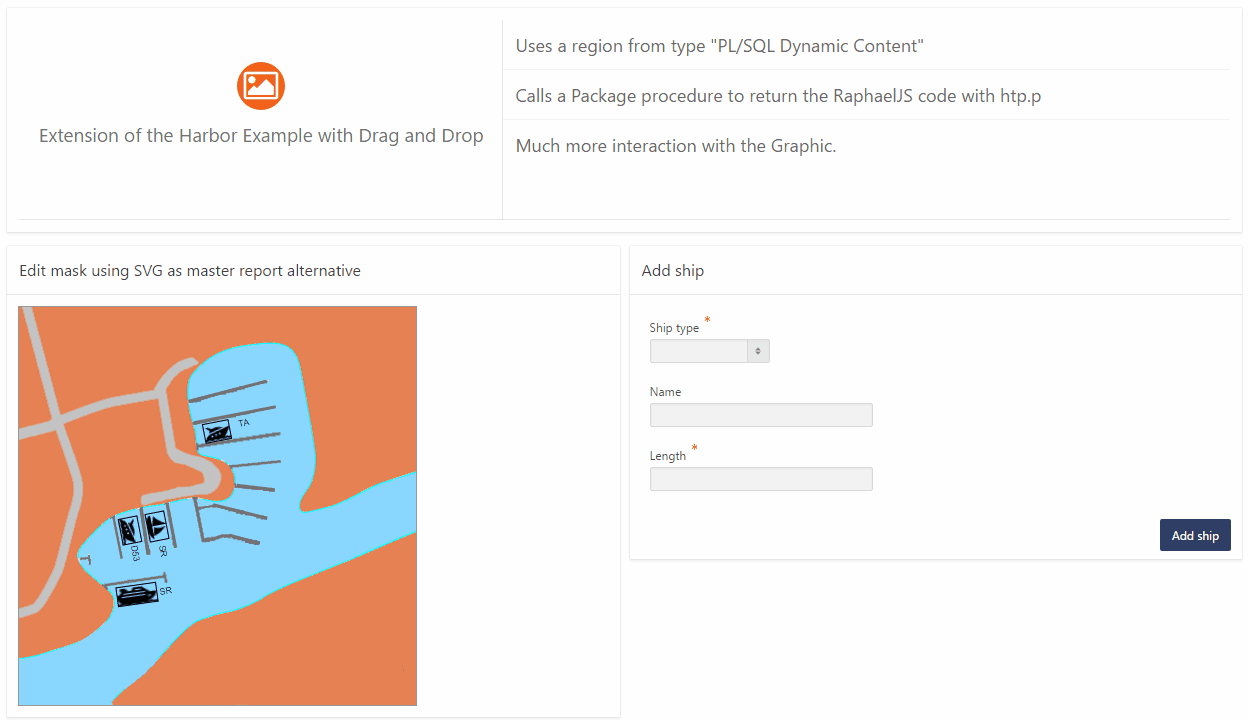 Extension of the Harbor Example with Drag and Drop
Uses a region from type "PL/SQL Dynamic Content"
Calls a Package procedure to return the RaphaelJS code with htp.p
Much more interaction with the Graphic.
Edit mask using SVG as master report alternative
TA
D53
SR
SR
Add ship
Ship type *
Name
Length *
Add ship